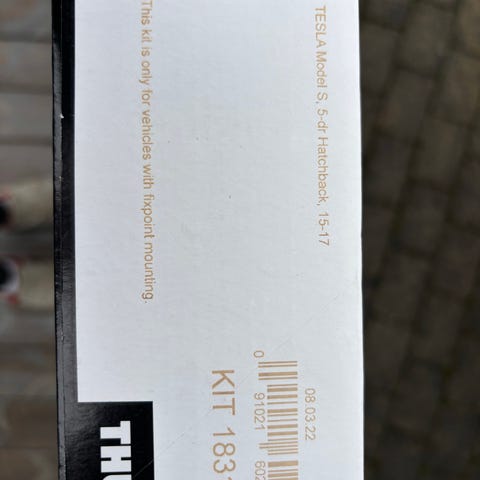 TESLA Model S, 5-dr Hatchback, 15-17
This kit is only for vehicles with fixpoint mounting.
08 03 22
0 91021 602
KIT 183
THU